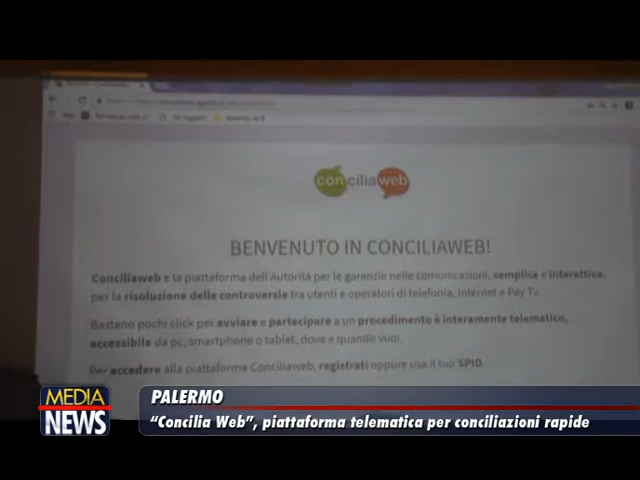 conciliaweb
BENVENUTO IN CONCILIAWEB!
Conciliaweb e la piattaforma dell'Autorità per le garanzie nelle comunicazioni, semplica e interattiva,
per la risoluzione delle controversie tra utenti e operatori di telefonia, Internet e Pay Tv.
Bastano pochi click per avviare e partecipare a un precedimento è interamente telematico,
accessibile da pc, smartphone o tablet, dove e quando vuoi.
Per accedere alla piattaforma Conciliaweb, registrati oppure usa il tuo SPID.
MEDIA
NEWS
PALERMO
“Concilia Web”, piattaforma telematica per conciliazioni rapide